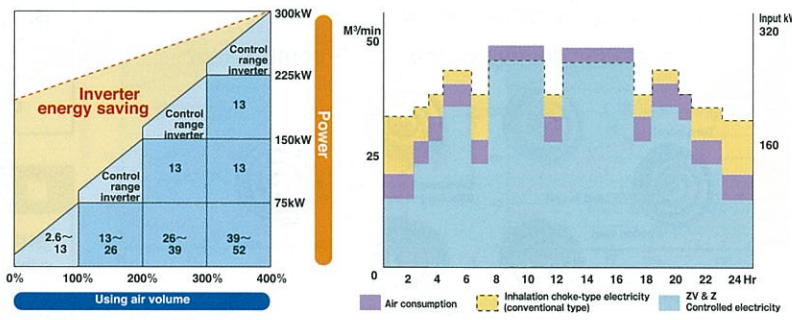 300kW
225kW
150kW
75kW
Power
Inverter
energy saving
Control
range
inverter
Control
range
inverter
Control
range
inverter
13
13
13
2.6~
13
13~
26
26~
39
39~
52
0%
100%
200%
300%
400%
Using air volume
M³/min
50
25
0
Input kW
320
160
2
4
6
8
10
12
14
16
18
20
22
24 Hr
Air consumption
Inhalation choke-type electricity
(conventional type)
ZV & Z
Controlled electricity